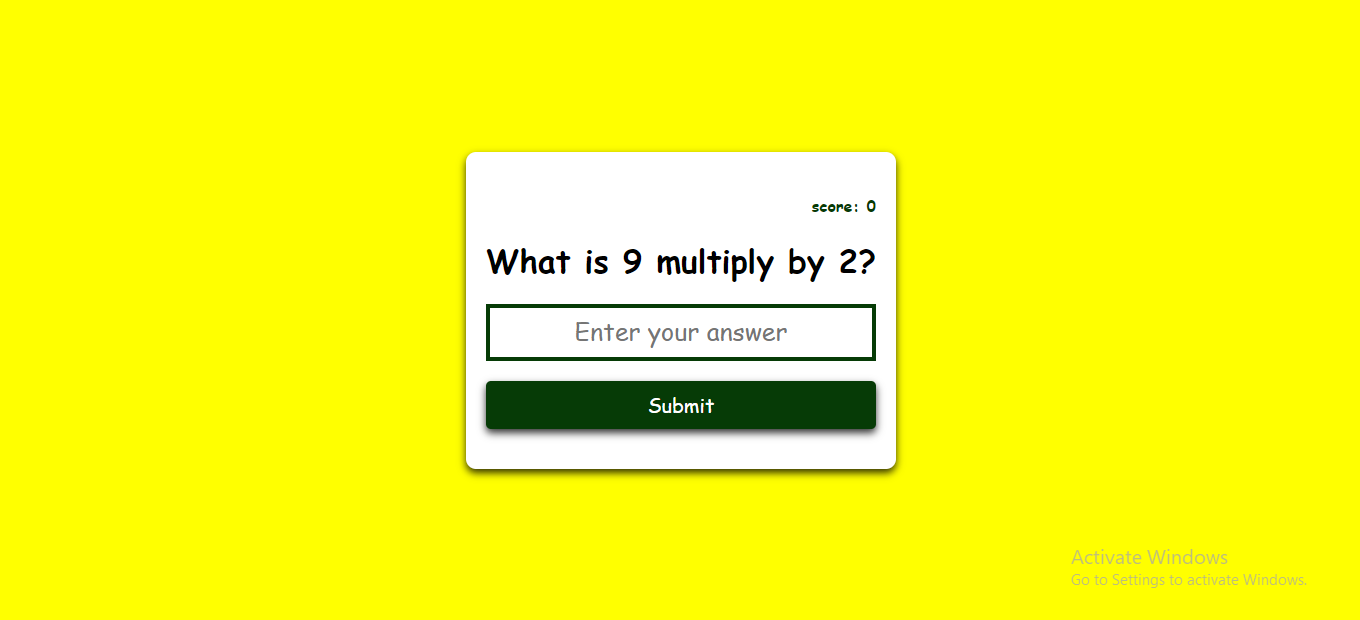 score: 0
What is 9 multiply by 2?
Enter your answer
Submit
Activate Windows
Go to Settings to activate Windows.